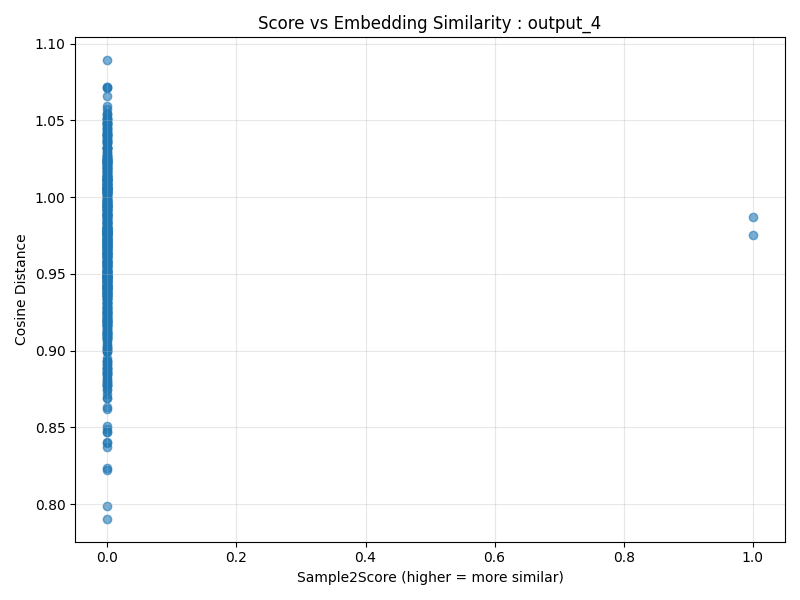 Score vs Embedding Similarity : output_4
1.10
1.05
1.00
0.95
0.90
0.85
0.80
Cosine Distance
0.0 0.2 0.4 0.6 0.8 1.0
Sample2Score (higher = more similar)